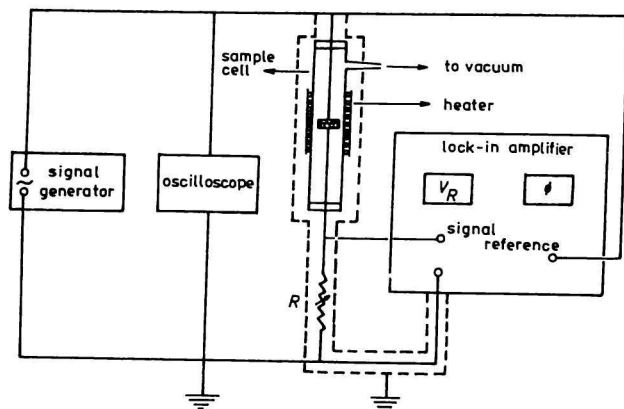 sample
cell
to vacuum
heater
signal
generator
oscilloscope
lock-in amplifier
V_R
ϕ
signal
reference
R